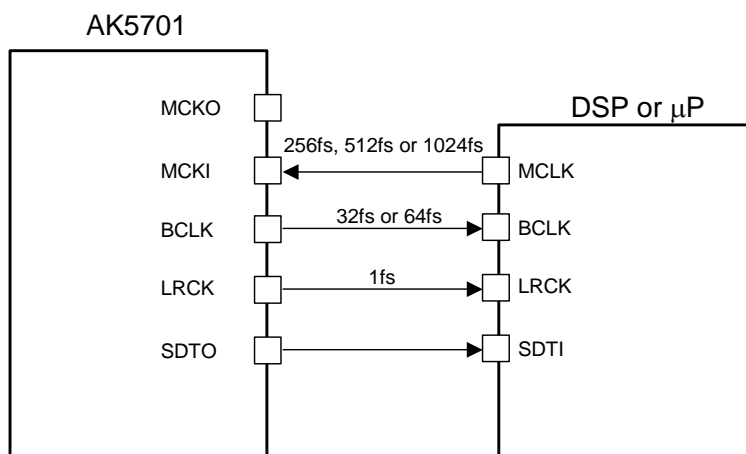 AK5701
DSP or μP
MCKO
256fs, 512fs or 1024fs
MCKI
MCLK
32fs or 64fs
BCLK
BCLK
1fs
LRCK
LRCK
SDTO
SDTI